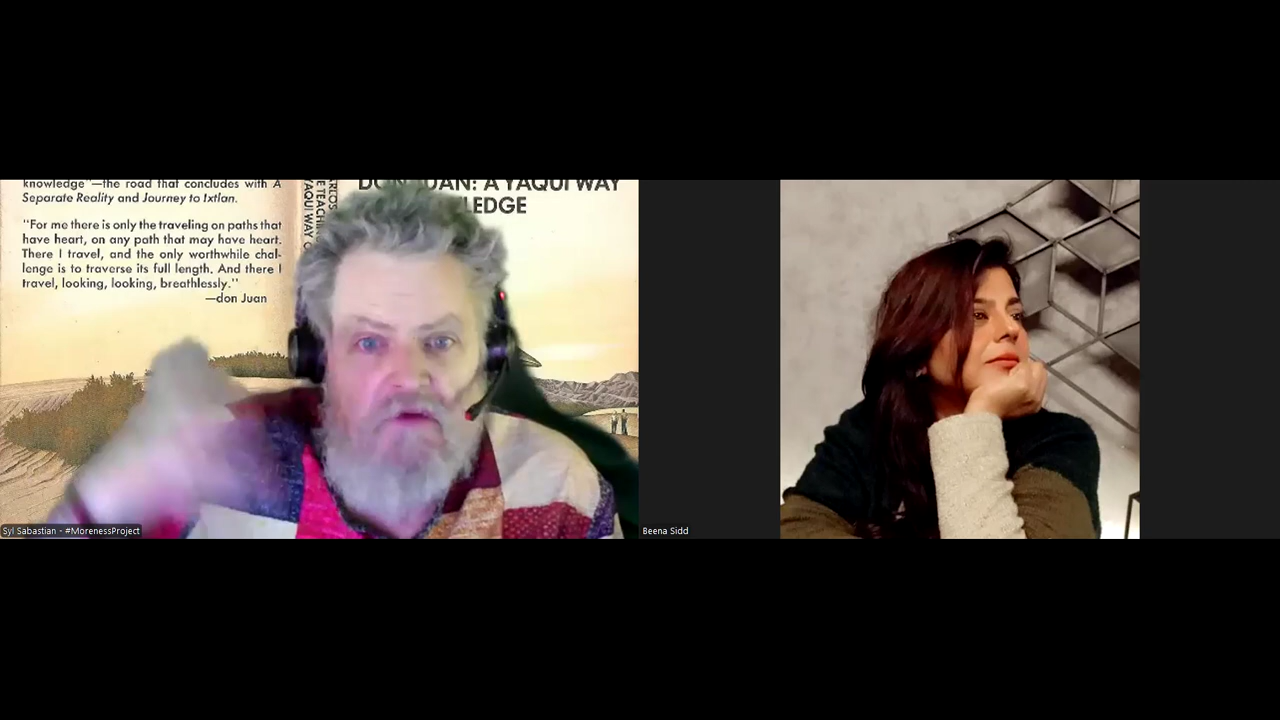 knowledge"—the road that concludes with A
Separate Reality and Journey to Ixtlan.
"For me there is only the traveling on paths that
have heart, on any path that may have heart.
There I travel, and the only worthwhile chal-
lenge is to traverse its full length. And there I
travel, looking, looking, breathlessly."
—don Juan
DON JUAN: A YAQUI WAY
LEDGE
YAQUI WAY
Syl Sabastian - #MorenessProject
Beena Sidd